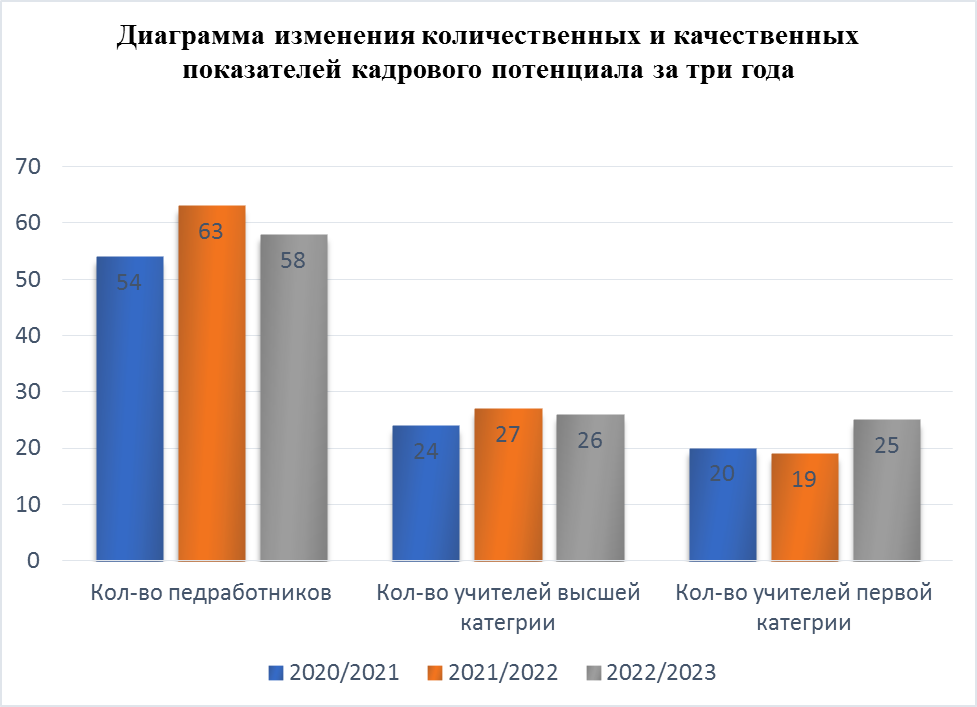 Диаграмма изменения количественных и качественных
показателей кадрового потенциала за три года
70
60
50
40
30
20
10
0
54
63
58
24
27
26
20
19
25
Кол-во педработников
Кол-во учителей высшей
категрии
Кол-во учителей первой
категрии
2020/2021
2021/2022
2022/2023